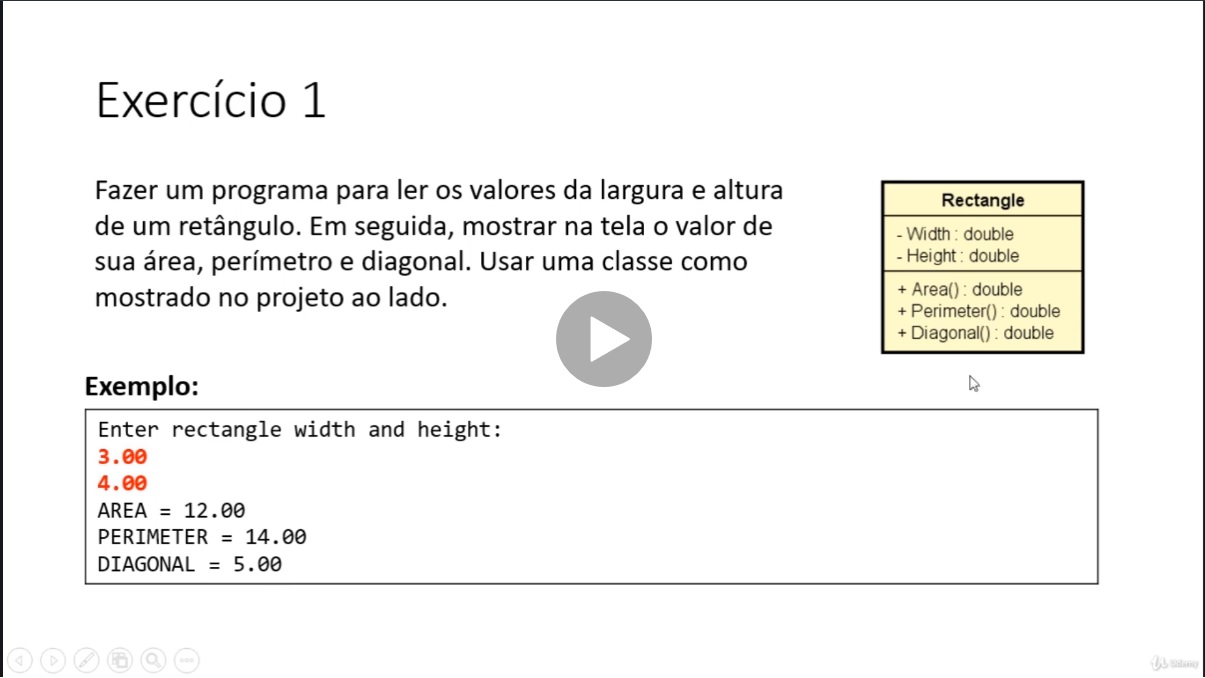 Exercício 1
Fazer um programa para ler os valores da largura e altura
de um retângulo. Em seguida, mostrar na tela o valor de
sua área, perímetro e diagonal. Usar uma classe como
mostrado no projeto ao lado.
Rectangle
- Width : double
- Height : double
+ Area() : double
+ Perimeter() : double
+ Diagonal() : double
Exemplo:
Enter rectangle width and height:
3.00
4.00
AREA = 12.00
PERIMETER = 14.00
DIAGONAL = 5.00
Udemy